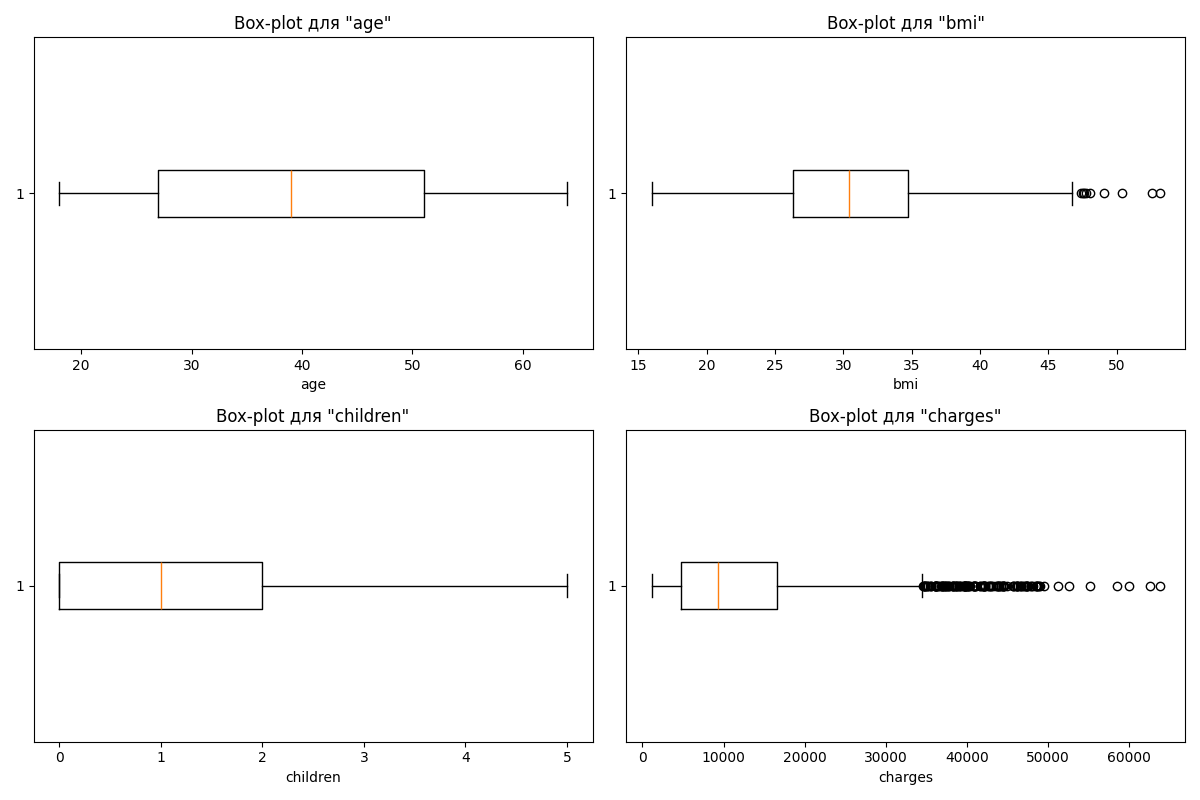 Box-plot для "age"
1
20 30 40 50 60
age
Box-plot для "bmi"
1
15 20 25 30 35 40 45 50
bmi
Box-plot для "children"
1
0 1 2 3 4 5
children
Box-plot для "charges"
1
0 10000 20000 30000 40000 50000 60000
charges